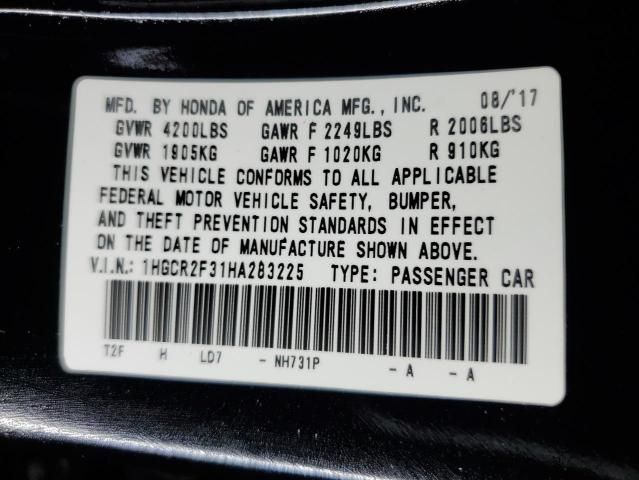 MFD. BY HONDA OF AMERICA MFG., INC. 08/'17
GVWR 4200LBS GAWR F 2249LBS R 2006LBS
GVWR 1905KG GAWR F 1020KG R 910KG
THIS VEHICLE CONFORMS TO ALL APPLICABLE
FEDERAL MOTOR VEHICLE SAFETY, BUMPER,
AND THEFT PREVENTION STANDARDS IN EFFECT
ON THE DATE OF MANUFACTURE SHOWN ABOVE.
V.I.N.: 1HGCR2F31HA283225 TYPE: PASSENGER CAR
T2F H LD7 - NH731P - A - A